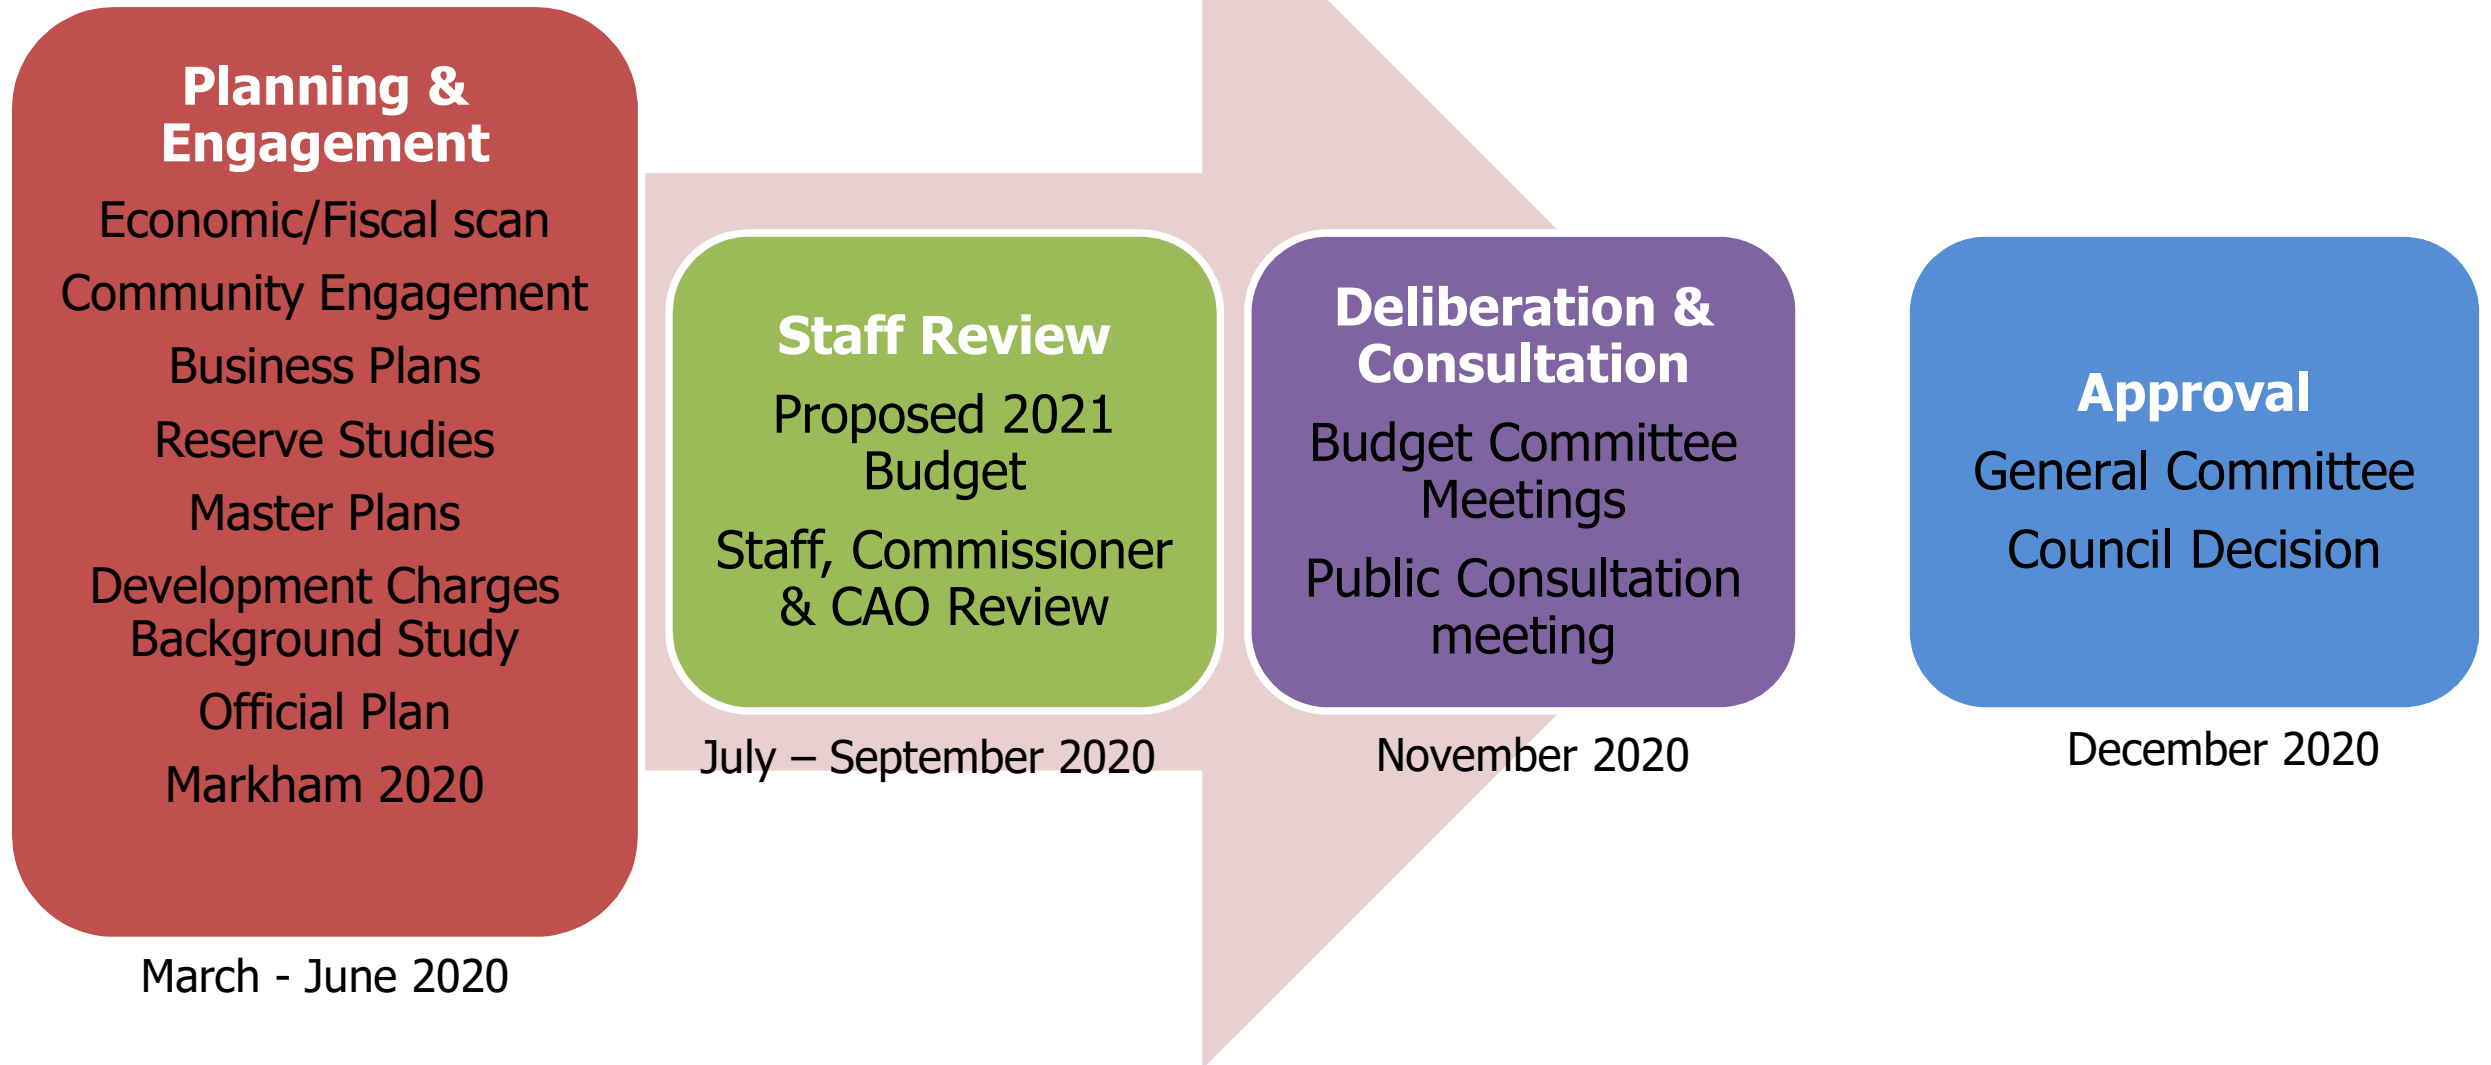 Planning &
Engagement
Economic/Fiscal scan
Community Engagement
Business Plans
Reserve Studies
Master Plans
Development Charges
Background Study
Official Plan
Markham 2020
March - June 2020
Staff Review
Proposed 2021
Budget
Staff, Commissioner
& CAO Review
July – September 2020
Deliberation &
Consultation
Budget Committee
Meetings
Public Consultation
meeting
November 2020
Approval
General Committee
Council Decision
December 2020